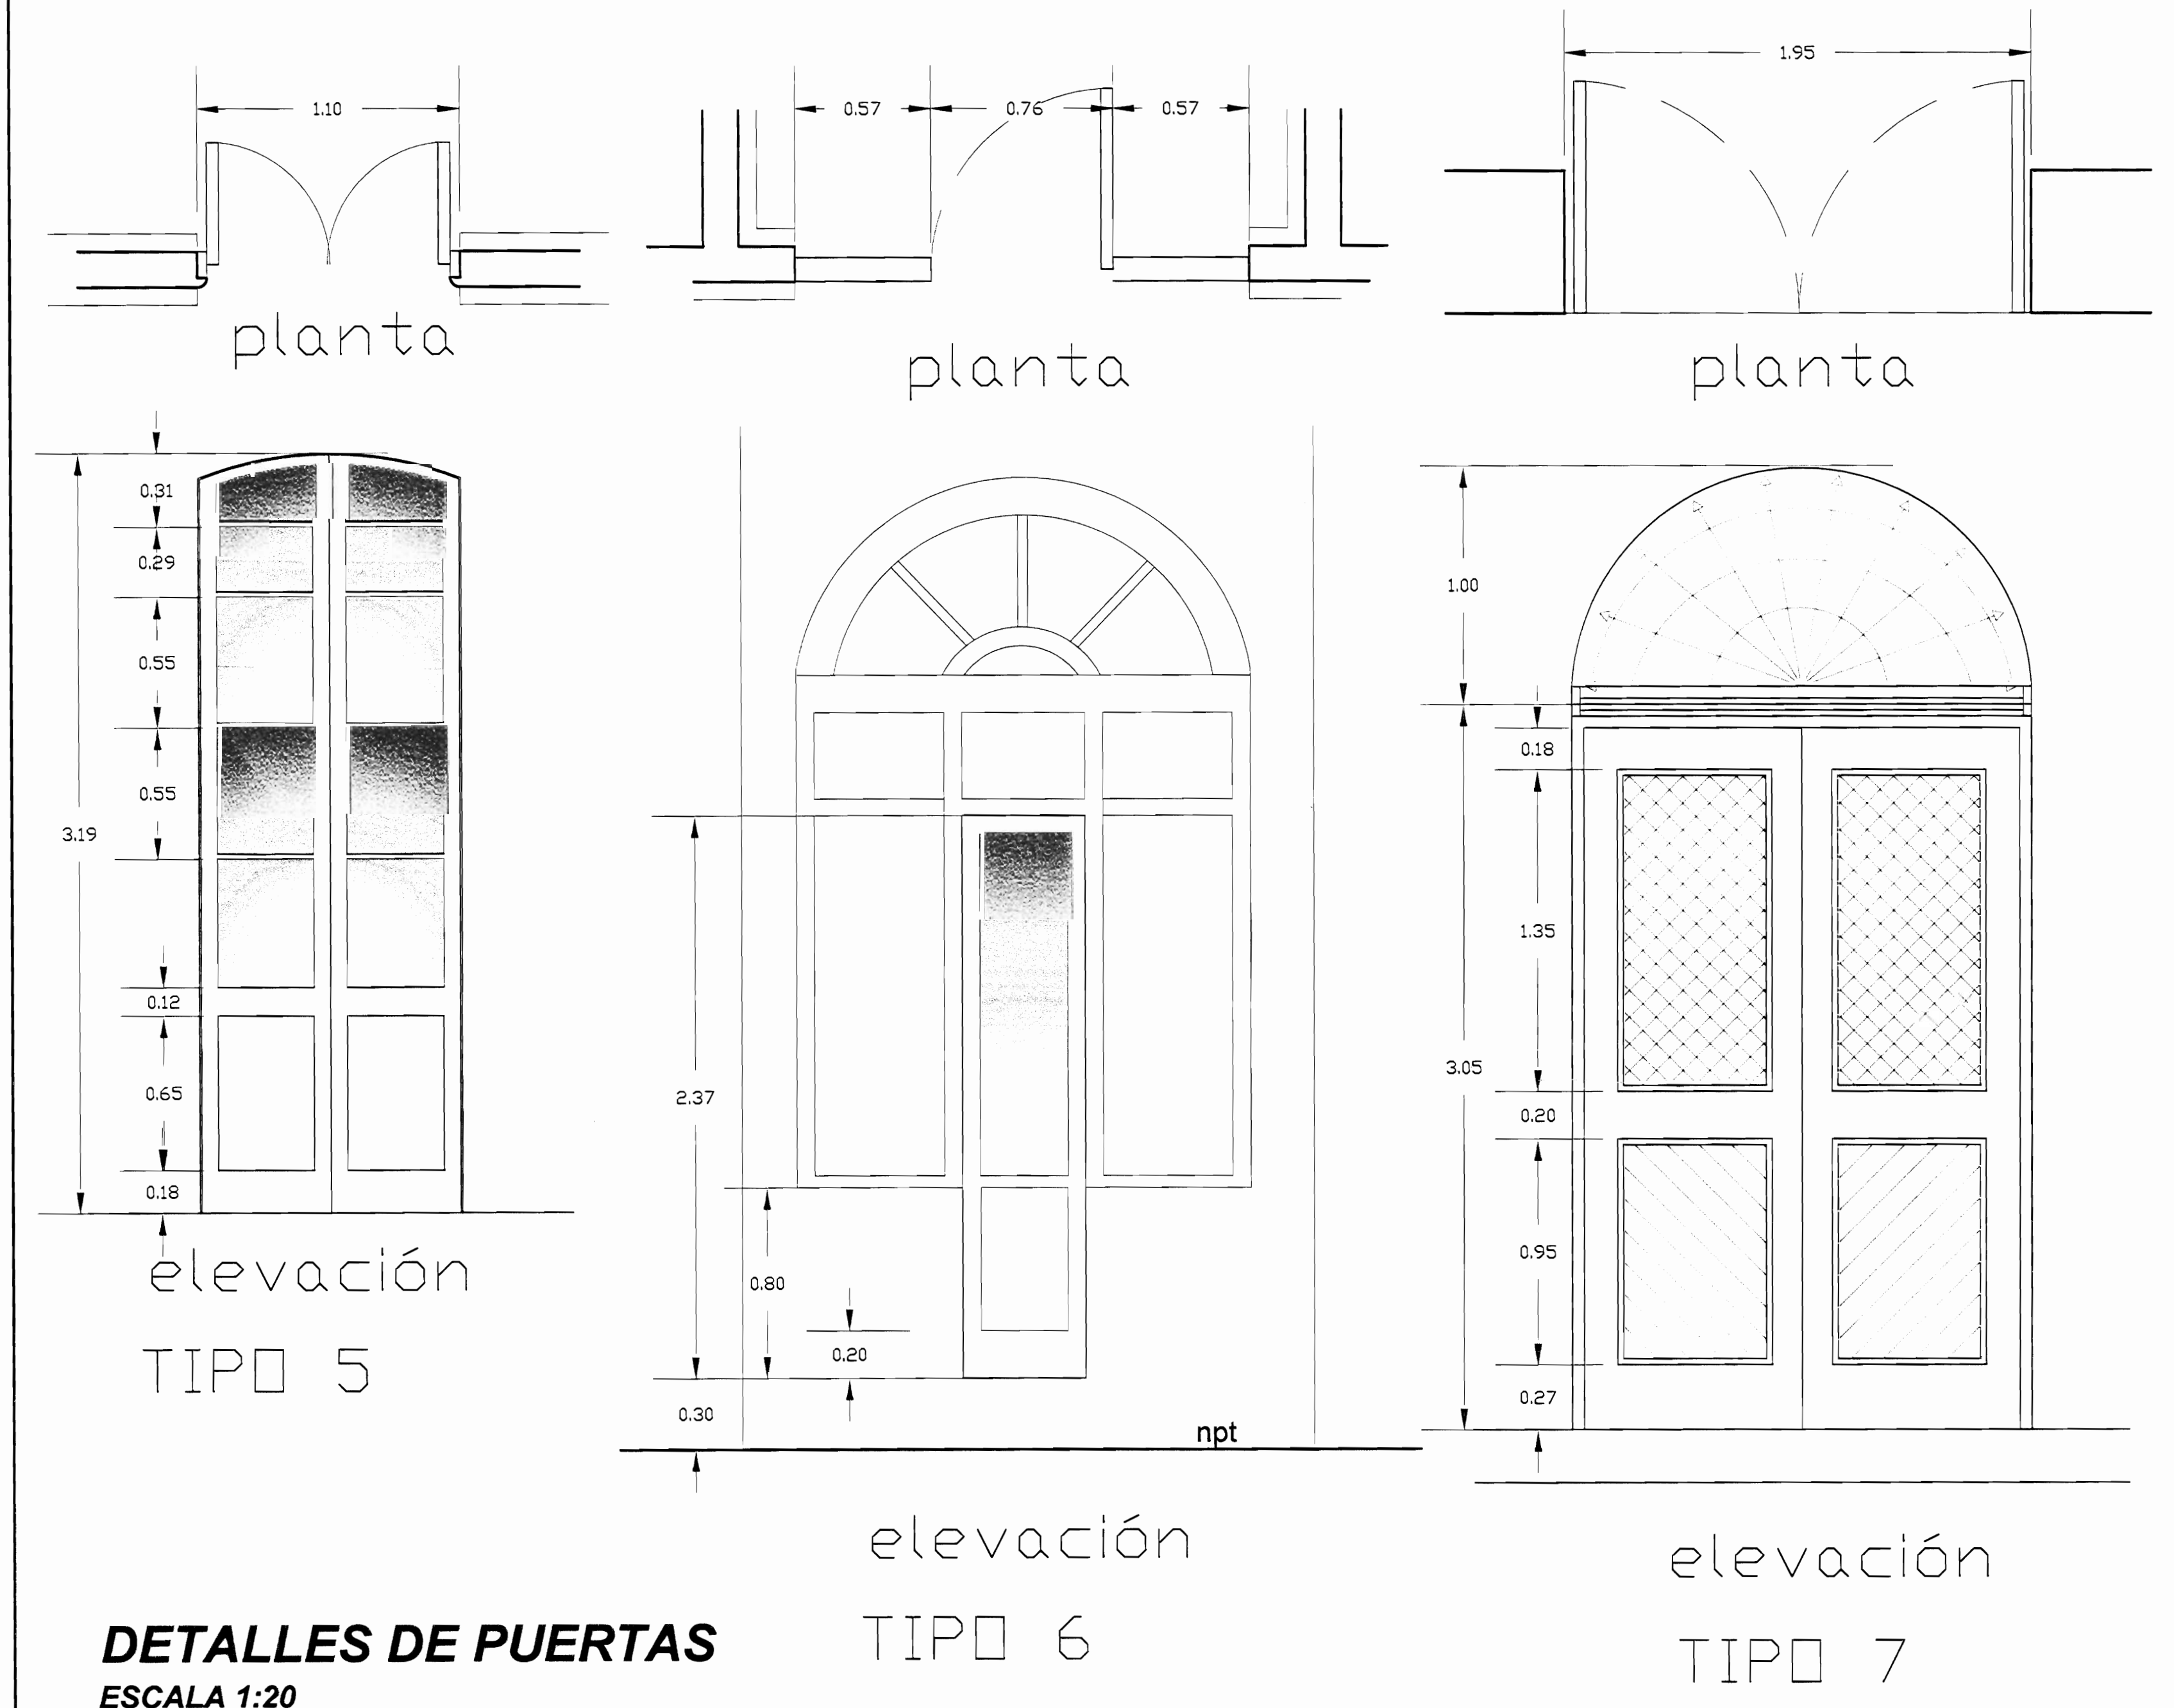 1.10
0.57 0.76 0.57
1.95
planta
planta
planta
0.31
0.29
0.55
0.55
3.19
0.12
0.65
0.18
elevación
TIPO 5
2.37
0.80
0.20
0.30
npt
elevación
TIPO 6
1.00
0.18
1.35
3.05
0.20
0.95
0.27
elevación
TIPO 7
DETALLES DE PUERTAS
ESCALA 1:20